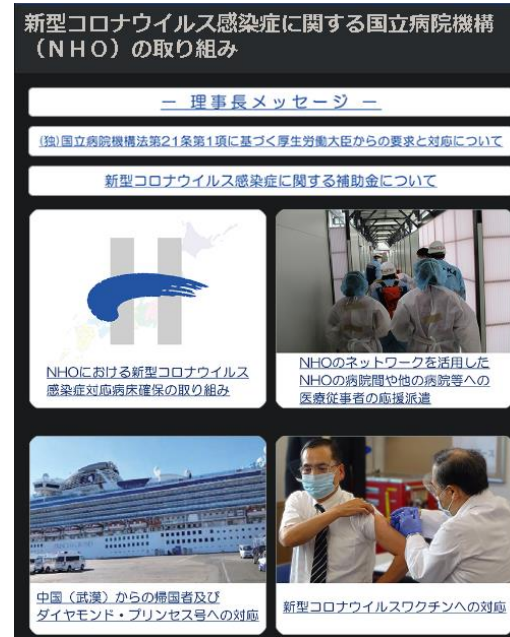 新型コロナウイルス感染症に関する国立病院機構
(NHO)の取り組み
― 理事長メッセージ ―
(独)国立病院機構法第21条第1項に基づく厚生労働大臣からの要求と対応について
新型コロナウイルス感染症に関する補助金について
NHOにおける新型コロナウイルス
感染症対応病床確保の取り組み
NHOのネットワークを活用した
NHOの病院間や他の病院等への
医療従事者の応援派遣
中国(武漢)からの帰国者及び
ダイヤモンド・プリンセス号への対応
新型コロナウイルスワクチンへの対応